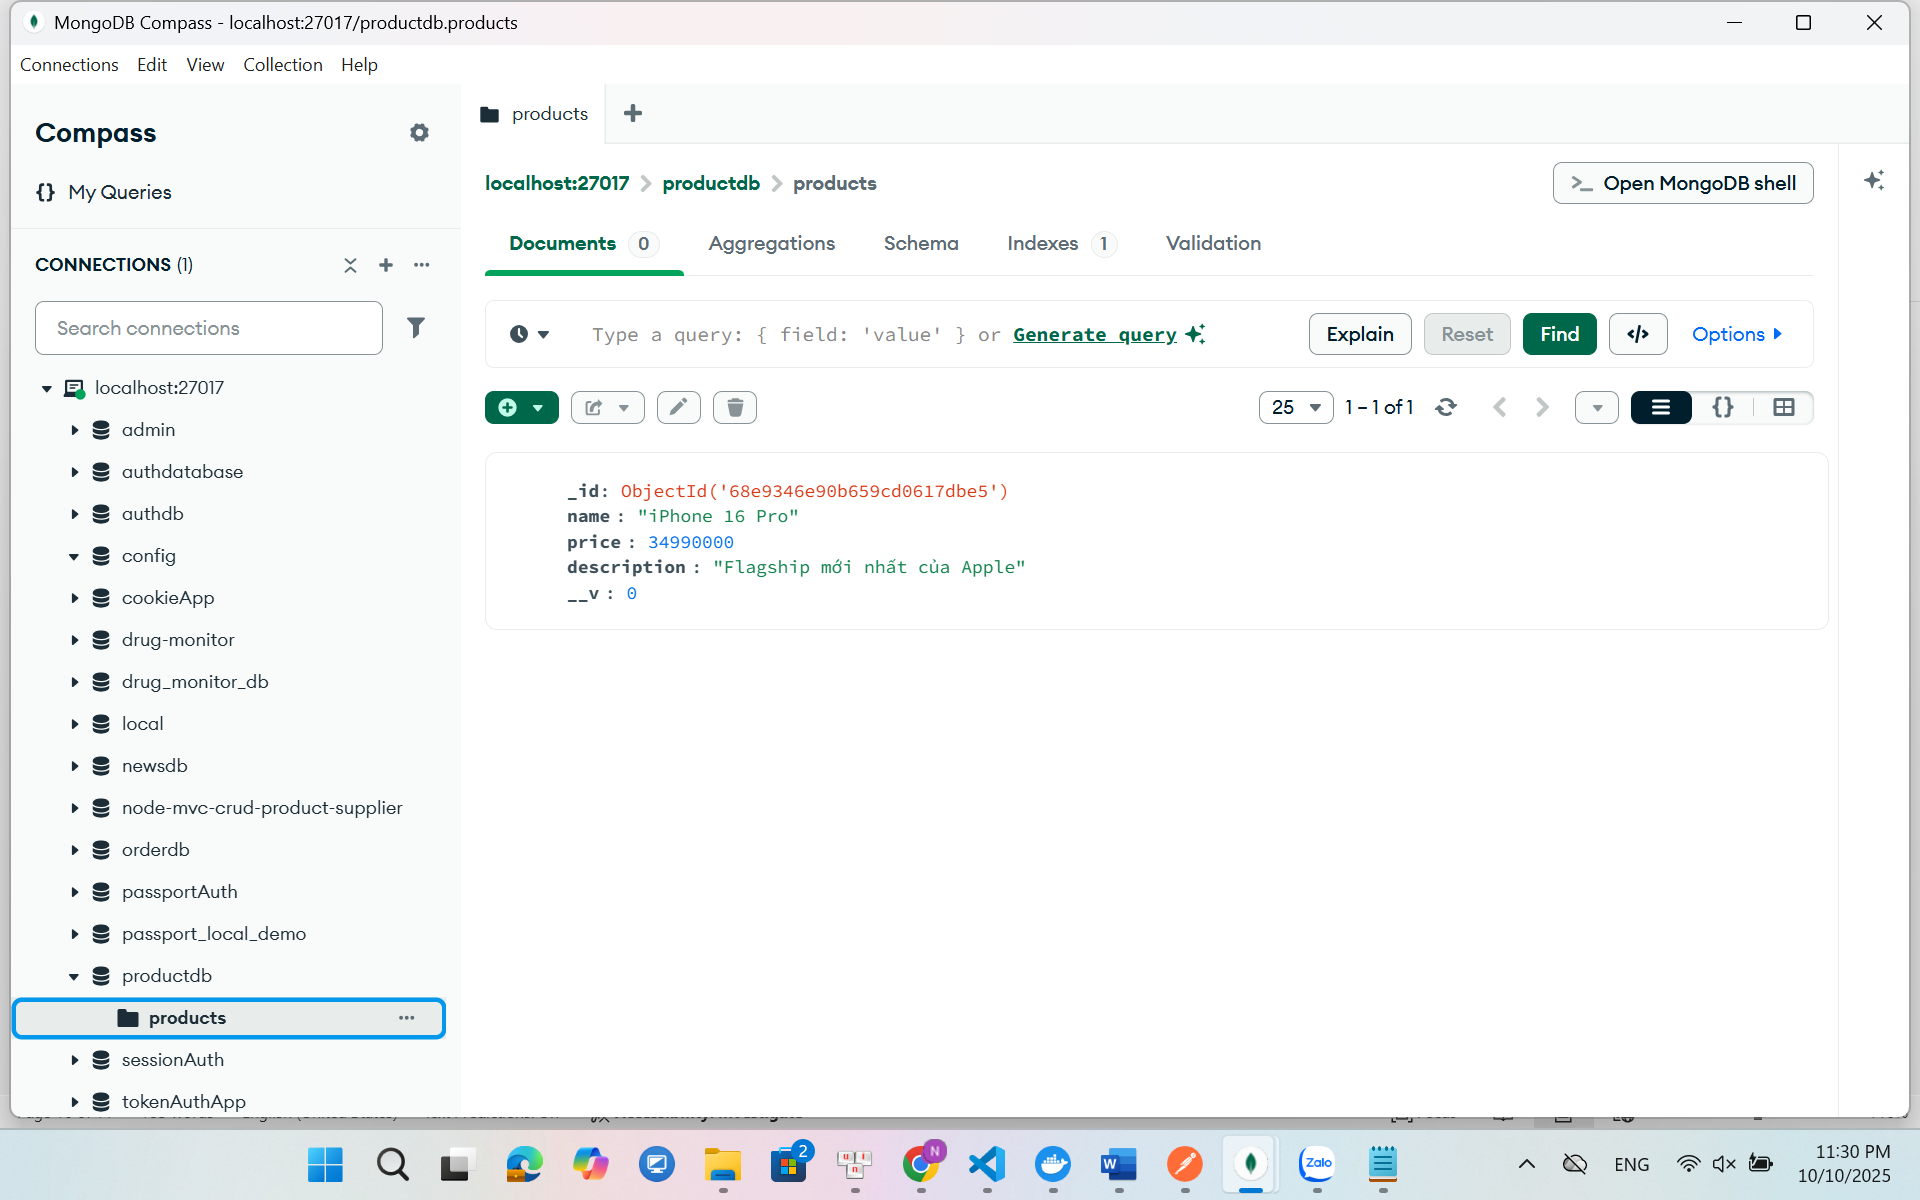 MongoDB Compass - localhost:27017/productdb.products
Connections Edit View Collection Help
Compass
My Queries
CONNECTIONS (1)
Search connections
localhost:27017
admin
authdatabase
authdb
config
cookieApp
drug-monitor
drug_monitor_db
local
newsdb
node-mvc-crud-product-supplier
orderdb
passportAuth
passport_local_demo
productdb
products
sessionAuth
tokenAuthApp
products
localhost:27017 > productdb > products
>_ Open MongoDB shell
Documents 0 Aggregations Schema Indexes 1 Validation
Type a query: { field: 'value' } or Generate query
Explain Reset Find </> Options
25 1 – 1 of 1 {}
_id: ObjectId('68e9346e90b659cd0617dbe5')
name : "iPhone 16 Pro"
price : 34990000
description : "Flagship mới nhất của Apple"
__v : 0
2
N
Zalo
ENG
11:30 PM
10/10/2025